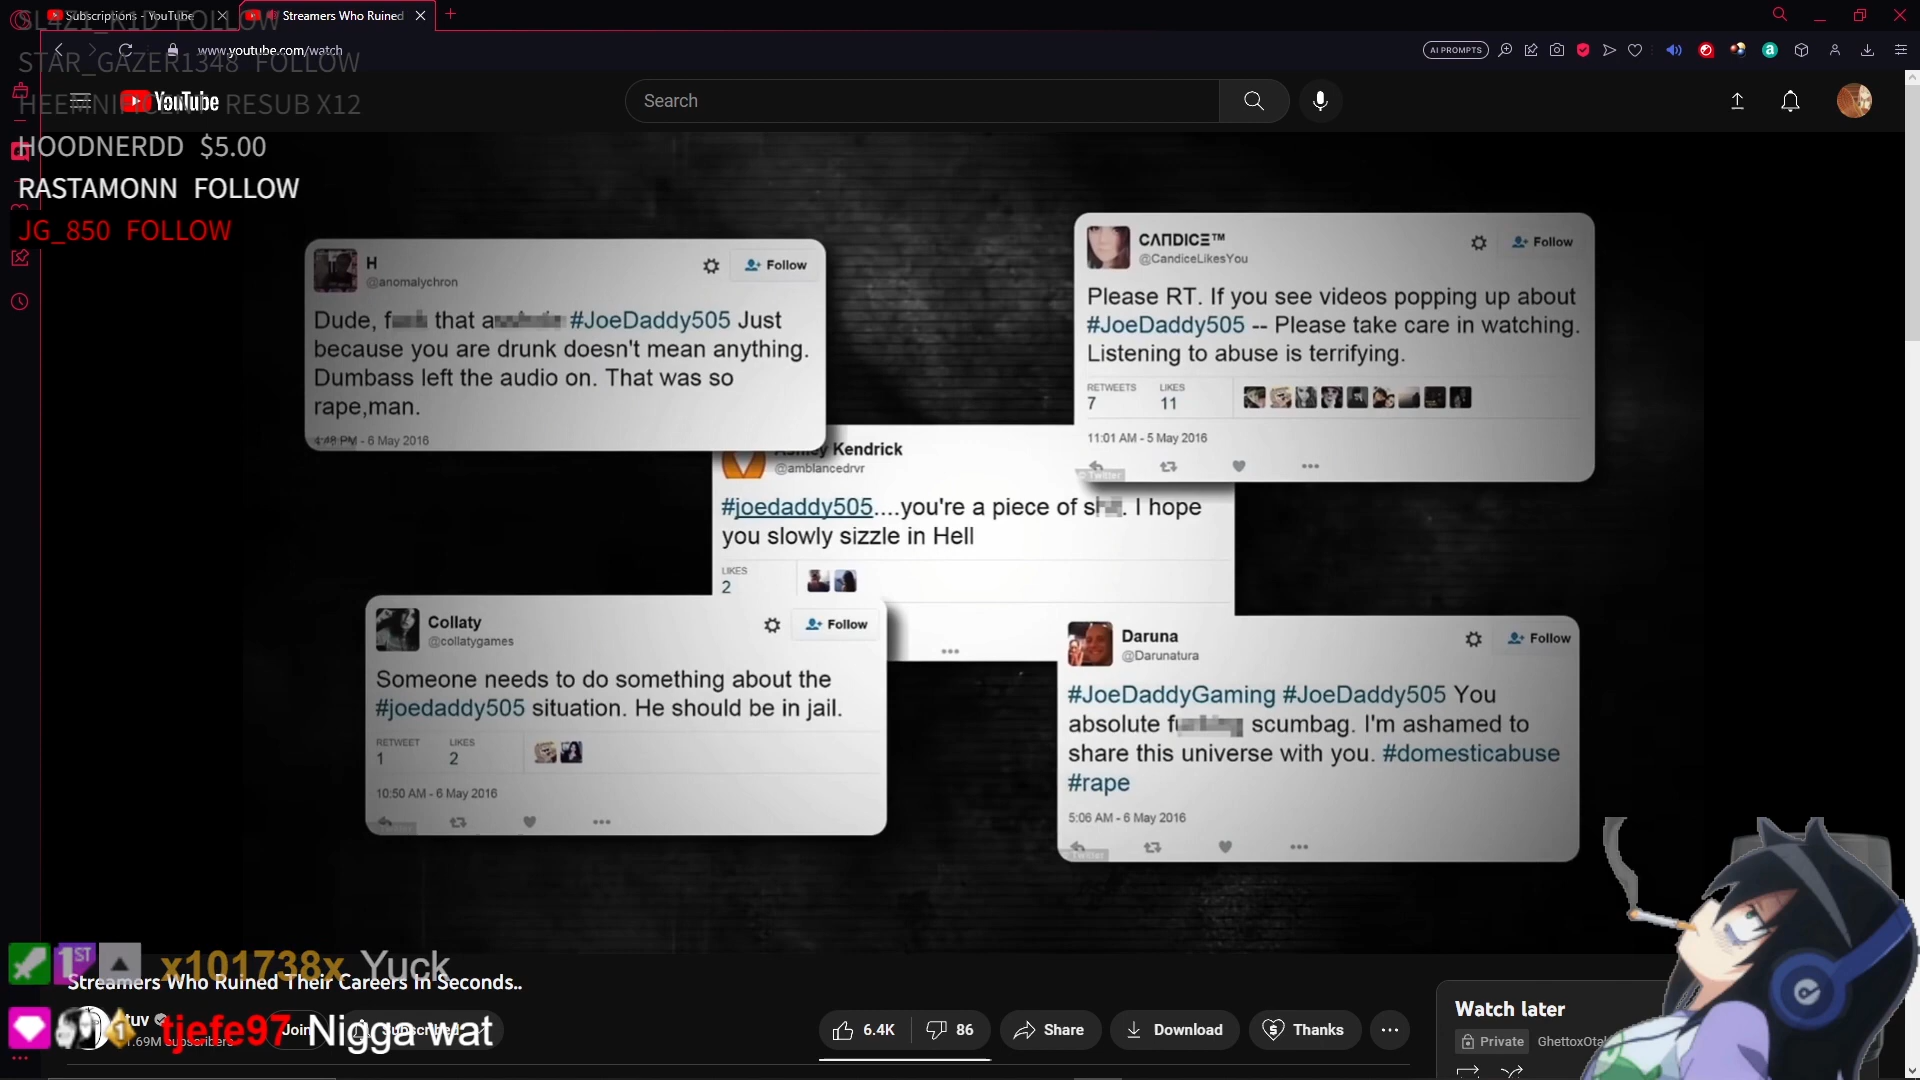 Subscriptions - YouTube
Streamers Who Ruined
SL4Z1_K1D FOLLOW
www.youtube.com/watch
AI PROMPTS
STAR_GAZER1348 FOLLOW
YouTube
Search
RESUB X12
HOODNERDD $5.00
RASTAMONN FOLLOW
JG_850 FOLLOW
H
@anomalychron
Follow
Dude, f that a #JoeDaddy505 Just
because you are drunk doesn't mean anything.
Dumbass left the audio on. That was so
rape,man.
4:48 PM - 6 May 2016
CΛПDICΞ™
@CandiceLikesYou
Follow
Please RT. If you see videos popping up about
#JoeDaddy505 -- Please take care in watching.
Listening to abuse is terrifying.
RETWEETS
7
LIKES
11
11:01 AM - 5 May 2016
© Twitter
Ashley Kendrick
@amblancedrvr
#joedaddy505....you're a piece of s . I hope
you slowly sizzle in Hell
LIKES
2
Collaty
@collatygames
Follow
Someone needs to do something about the
#joedaddy505 situation. He should be in jail.
RETWEET
1
LIKES
2
10:50 AM - 6 May 2016
Daruna
@Darunatura
Follow
#JoeDaddyGaming #JoeDaddy505 You
absolute f scumbag. I'm ashamed to
share this universe with you. #domesticabuse
#rape
5:06 AM - 6 May 2016
Twitter
1ST
x101738x Yuck
Streamers Who Ruined Their Careers In Seconds..
tjefe97 Nigga wat
1.69M subscribers
Join
Subscribed
6.4K
86
Share
Download
Thanks
Watch later
Private